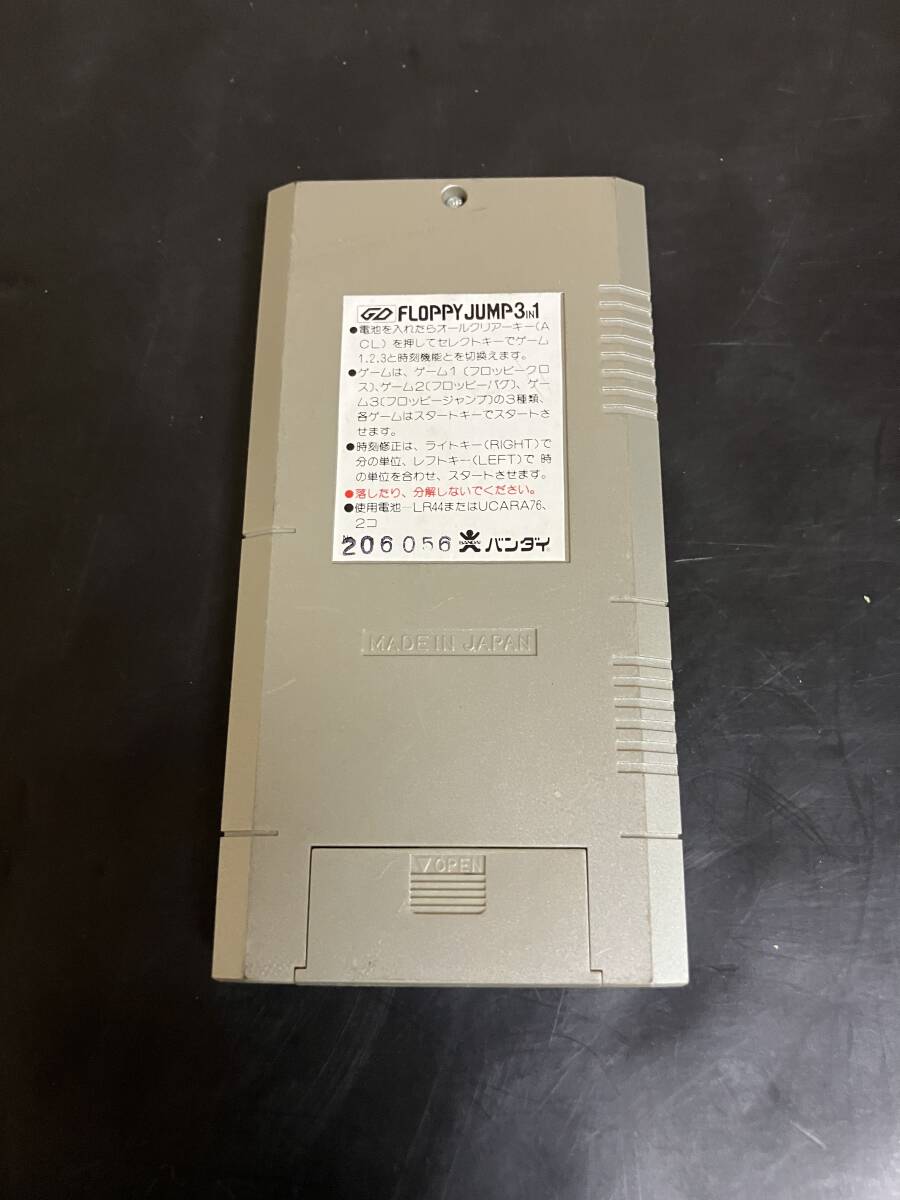 GD FLOPPY JUMP 3 IN 1
●電池を入れたらオールクリアーキー(A
CL)を押してセレクトキーでゲーム
1,2,3と時刻機能とを切換えます。
●ゲームは、ゲーム1(フロッピークロ
ス)、ゲーム2(フロッピーバグ)、ゲー
ム3(フロッピージャンプ)の3種類、
各ゲームはスタートキーでスタートさ
せます。
●時刻修正は、ライトキー(RIGHT)で
分の単位、レフトキー(LEFT)で 時
の単位を合わせ、スタートさせます。
●落したり、分解しないでください。
●使用電池―LR44またはUCARA76、
2コ
№206056 BANDAI バンダイ®
MADE IN JAPAN
▽OPEN